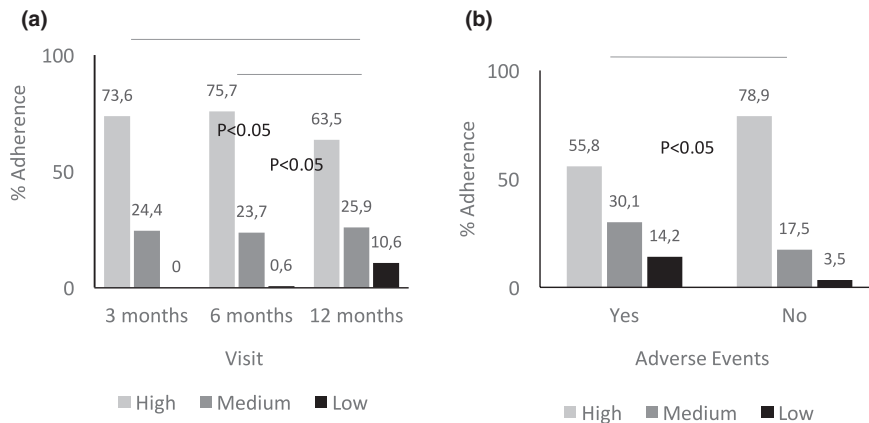 (a)
100
50
0
% Adherence
73,6
24,4
0
75,7
23,7
0,6
63,5
25,9
10,6
P<0.05
P<0.05
3 months 6 months 12 months
Visit
High Medium Low
(b)
100
50
0
% Adherence
55,8
30,1
14,2
78,9
17,5
3,5
P<0.05
Yes No
Adverse Events
High Medium Low